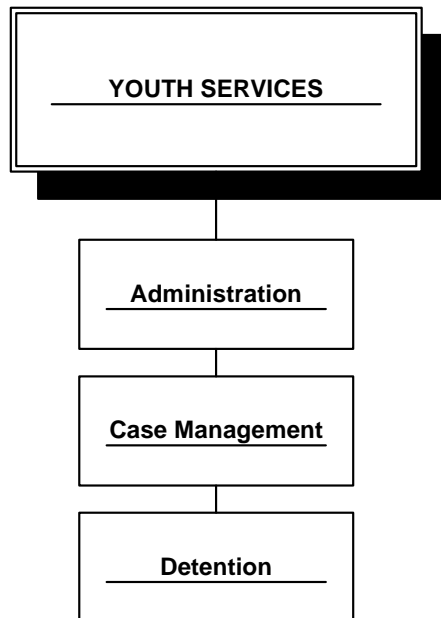 YOUTH SERVICES
Administration
Case Management
Detention